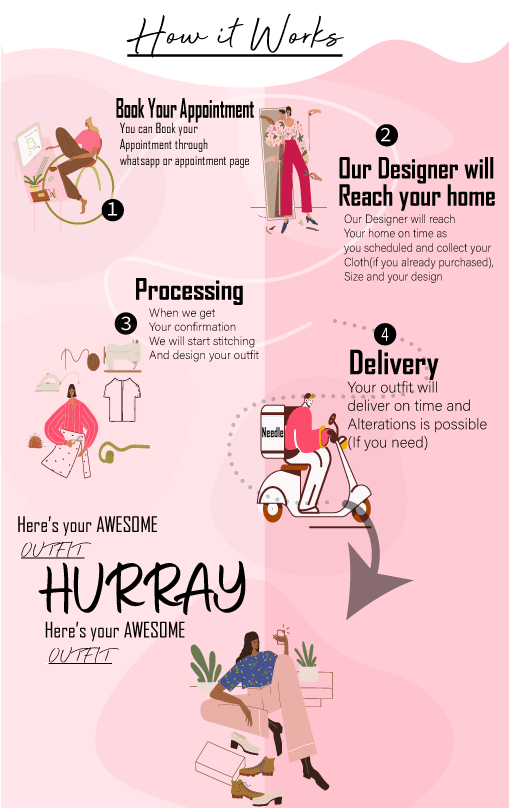 How it Works
Book Your Appointment
You can Book your
Appointment through
whatsapp or appointment page
1
2
Our Designer will
Reach your home
Our Designer will reach
Your home on time as
you scheduled and collect your
Cloth(if you already purchased),
Size and your design
Processing
3
When we get
Your confirmation
We will start stitching
And design your outfit
4
Delivery
Your outfit will
deliver on time and
Alterations is possible
(If you need)
Needle
Here's your AWESOME
OUTFIT
HURRAY
Here's your AWESOME
OUTFIT